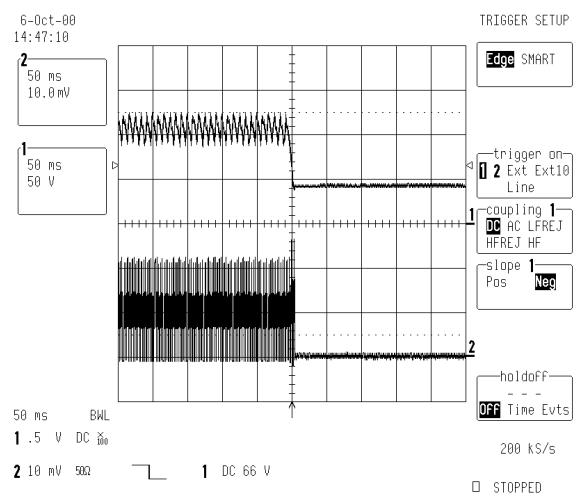 6-Oct-00
14:47:10
TRIGGER SETUP
Edge SMART
2
50 ms
10.0mV
1
50 ms
50 V
trigger on
1 2 Ext Ext10
Line
coupling 1
DC AC LFREJ
HFREJ HF
slope 1
Pos Neg
1
2
holdoff
- - -
Off Time Evts
50 ms BWL
1 .5 V DC ×100
2 10 mV 50Ω
1 DC 66 V
200 kS/s
STOPPED